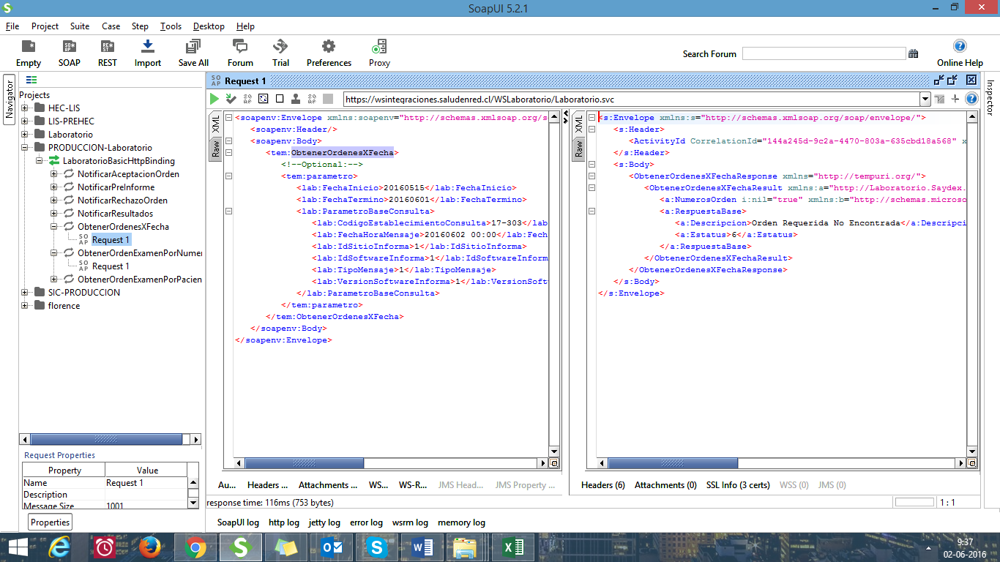 SoapUI 5.2.1
File Project Suite Case Step Tools Desktop Help
Empty SOAP REST Import Save All Forum Trial Preferences Proxy
Search Forum
Online Help
Navigator
Projects
HEC-LIS
LIS-PREHEC
Laboratorio
PRODUCCION-Laboratorio
LaboratorioBasicHttpBinding
NotificarAceptacionOrden
NotificarPreInforme
NotificarRechazoOrden
NotificarResultados
ObtenerOrdenesXFecha
Request 1
ObtenerOrdenExamenPorNumer
Request 1
ObtenerOrdenExamenPorPacien
SIC-PRODUCCION
florence
Request Properties
Property Value
Name Request 1
Description
Message Size 1001
Properties
Request 1
https://wsintegraciones.saludenred.cl/WSLaboratorio/Laboratorio.svc
XML
Raw
<soapenv:Envelope xmlns:soapenv="http://schemas.xmlsoap.org/s
<soapenv:Header/>
<soapenv:Body>
<tem:ObtenerOrdenesXFecha>
<!--Optional:-->
<tem:parametro>
<lab:FechaInicio>20160515</lab:FechaInicio>
<lab:FechaTermino>20160601</lab:FechaTermino>
<lab:ParametroBaseConsulta>
<lab:CodigoEstablecimientoConsulta>17-303</lab
<lab:FechaHoraMensaje>20160602 00:00</lab:Fech
<lab:IdSitioInforma>1</lab:IdSitioInforma>
<lab:IdSoftwareInforma>1</lab:IdSoftwareInform
<lab:TipoMensaje>1</lab:TipoMensaje>
<lab:VersionSoftwareInforma>1</lab:VersionSoft
</lab:ParametroBaseConsulta>
</tem:parametro>
</tem:ObtenerOrdenesXFecha>
</soapenv:Body>
</soapenv:Envelope>
XML
Raw
<s:Envelope xmlns:s="http://schemas.xmlsoap.org/soap/envelope/">
<s:Header>
<ActivityId CorrelationId="144a245d-9c2a-4470-803a-635cbd18a568" x
</s:Header>
<s:Body>
<ObtenerOrdenesXFechaResponse xmlns="http://tempuri.org/">
<ObtenerOrdenesXFechaResult xmlns:a="http://Laboratorio.Saydex.
<a:NumerosOrden i:nil="true" xmlns:b="http://schemas.microso
<a:RespuestaBase>
<a:Descripcion>Orden Requerida No Encontrada</a:Descripci
<a:Estatus>6</a:Estatus>
</a:RespuestaBase>
</ObtenerOrdenesXFechaResult>
</ObtenerOrdenesXFechaResponse>
</s:Body>
</s:Envelope>
Inspector
Au... Headers ... Attachments ... WS... WS-R... JMS Head... JMS Property ...
Headers (6) Attachments (0) SSL Info (3 certs) WSS (0) JMS (0)
response time: 116ms (753 bytes)
1 : 1
SoapUI log http log jetty log error log wsrm log memory log
9:37
02-06-2016